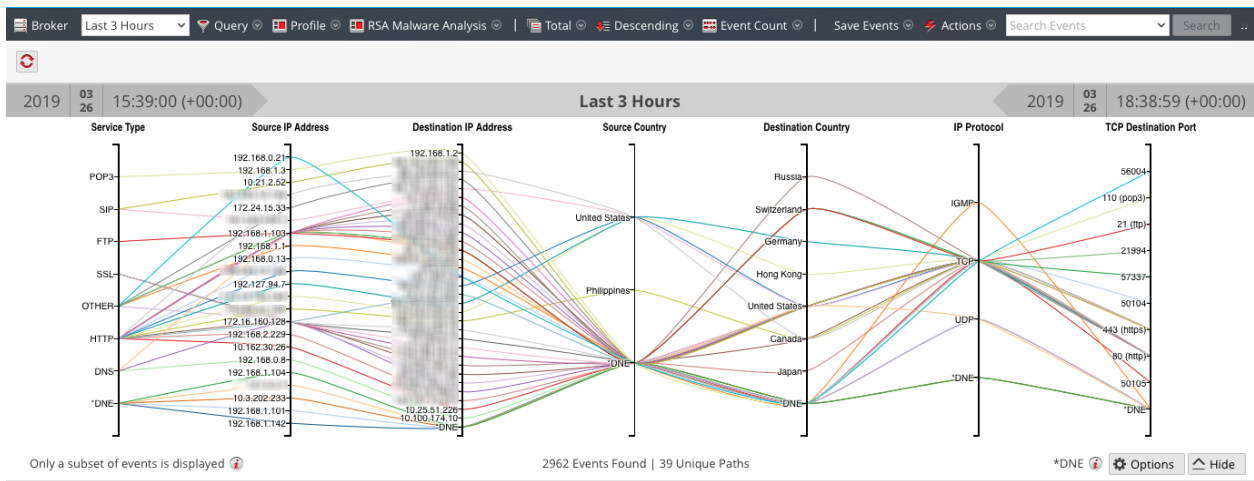 Broker Last 3 Hours Query Profile RSA Malware Analysis | Total Descending Event Count | Save Events Actions Search Events Search ..
2019 03 26 15:39:00 (+00:00) Last 3 Hours 2019 03 26 18:38:59 (+00:00)
Service Type Source IP Address Destination IP Address Source Country Destination Country IP Protocol TCP Destination Port
POP3
SIP
FTP
SSL
OTHER
HTTP
DNS
*DNE
192.168.0.21
192.168.1.3
10.21.2.52
172.24.15.33
192.168.1.103
192.168.1.1
192.168.0.13
192.127.94.7
172.16.160.128
192.168.2.229
10.162.30.26
192.168.0.8
192.168.1.104
10.3.202.233
192.168.1.101
192.168.1.142
192.168.1.2
10.25.51.226
10.100.174.10
*DNE
United States
Philippines
*DNE
Russia
Switzerland
Germany
Hong Kong
United States
Canada
Japan
*DNE
IGMP
TCP
UDP
*DNE
56004
110 (pop3)
21 (ftp)
21994
57337
50104
443 (https)
80 (http)
50105
*DNE
Only a subset of events is displayed 2962 Events Found | 39 Unique Paths *DNE Options Hide